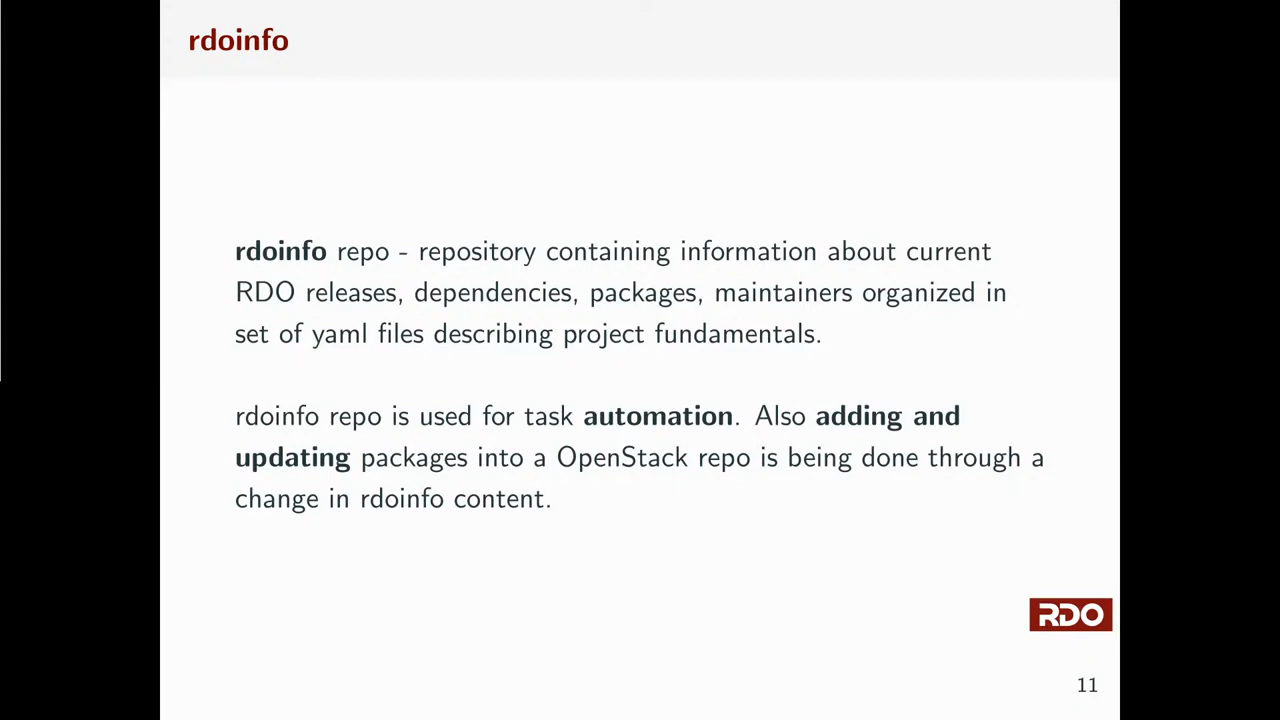 rdoinfo
rdoinfo repo - repository containing information about current
RDO releases, dependencies, packages, maintainers organized in
set of yaml files describing project fundamentals.
rdoinfo repo is used for task automation. Also adding and
updating packages into a OpenStack repo is being done through a
change in rdoinfo content.
RDO
11